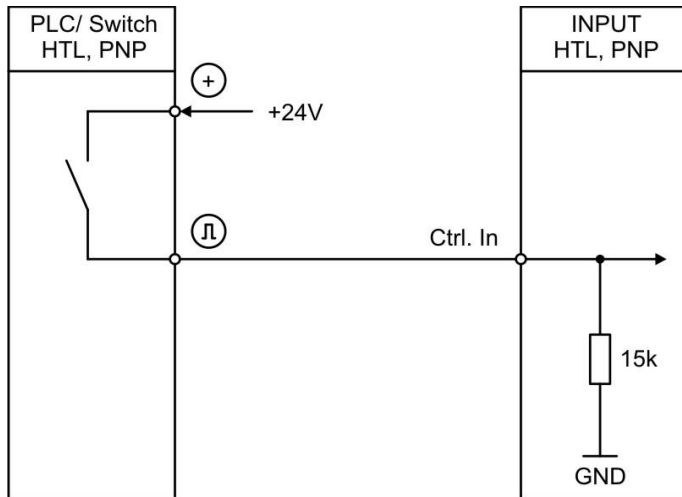 PLC/ Switch
HTL, PNP
+
+24V
Ctrl. In
INPUT
HTL, PNP
15k
GND